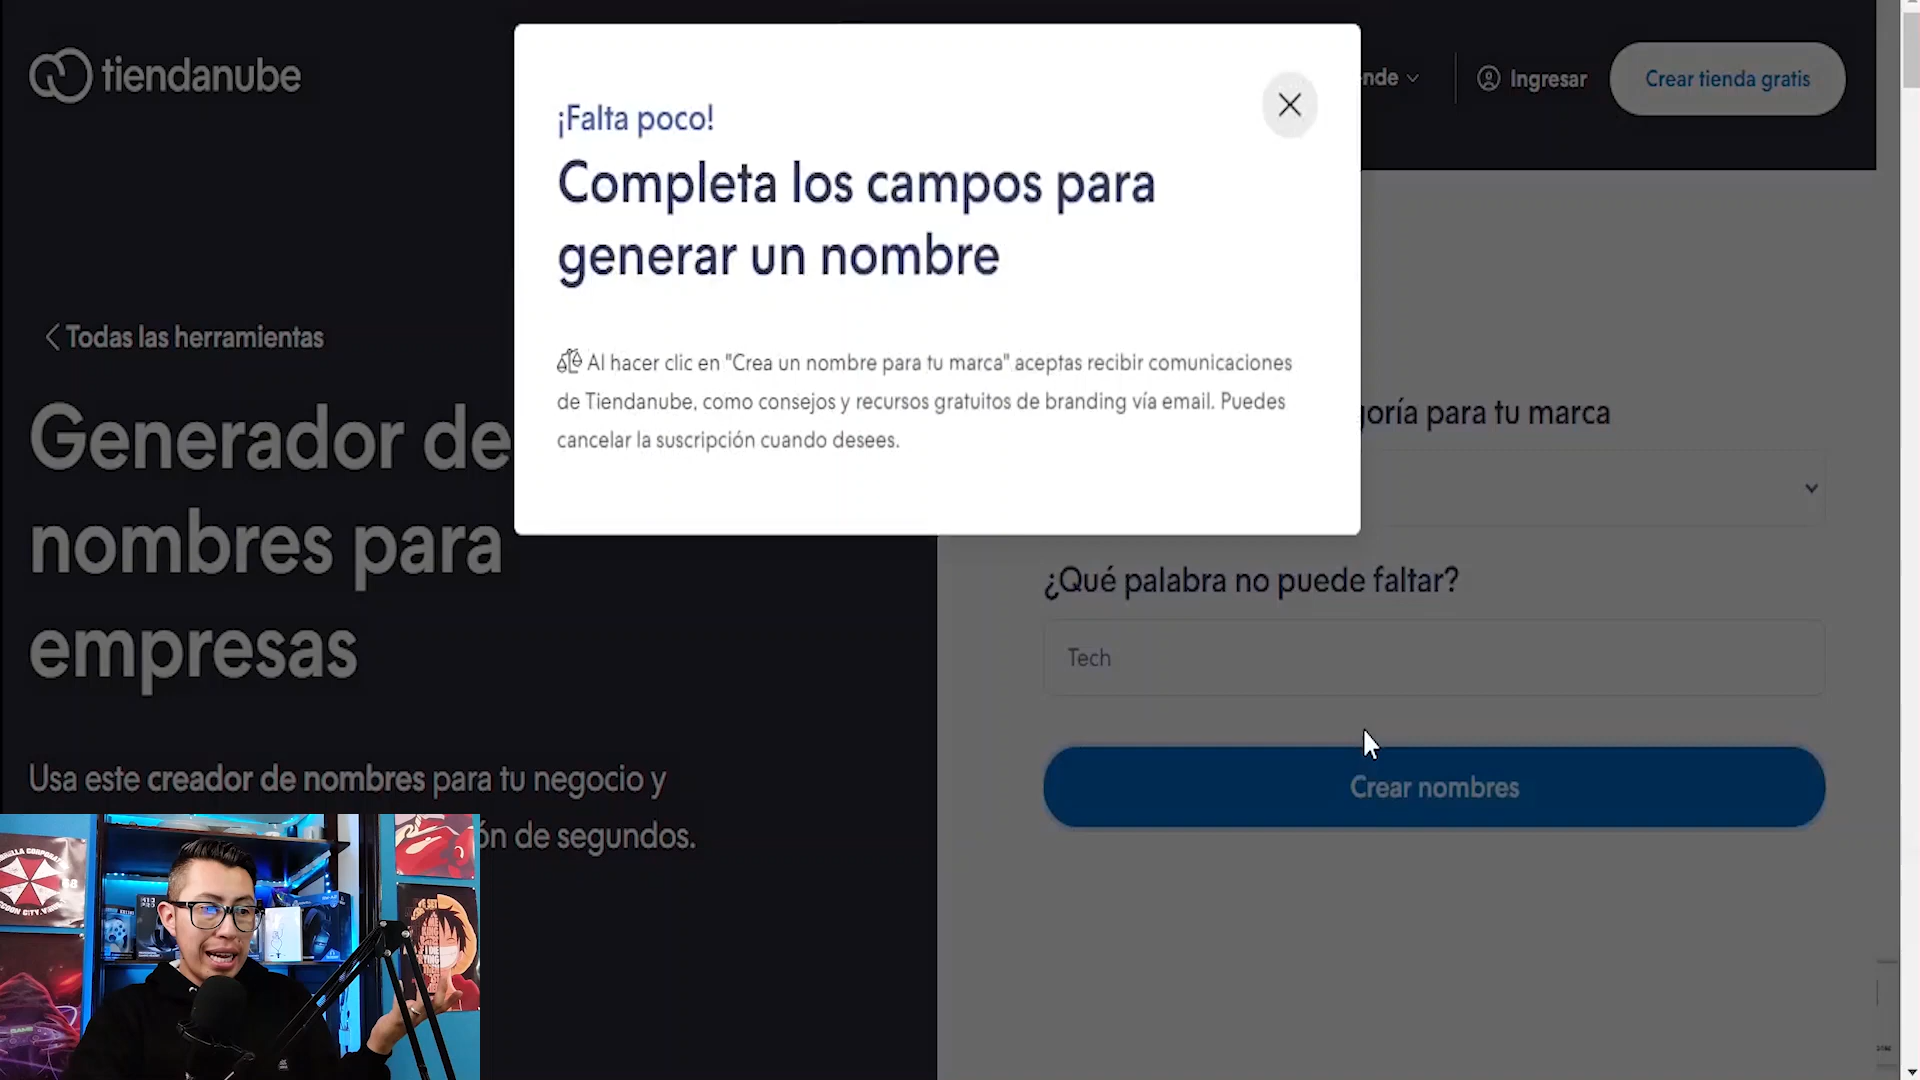 tiendanube
nde
Ingresar
Crear tienda gratis
¡Falta poco!
Completa los campos para
generar un nombre
Al hacer clic en "Crea un nombre para tu marca" aceptas recibir comunicaciones
de Tiendanube, como consejos y recursos gratuitos de branding vía email. Puedes
cancelar la suscripción cuando desees.
Todas las herramientas
Generador de
nombres para
empresas
Usa este creador de nombres para tu negocio y
ón de segundos.
goría para tu marca
¿Qué palabra no puede faltar?
Tech
Crear nombres